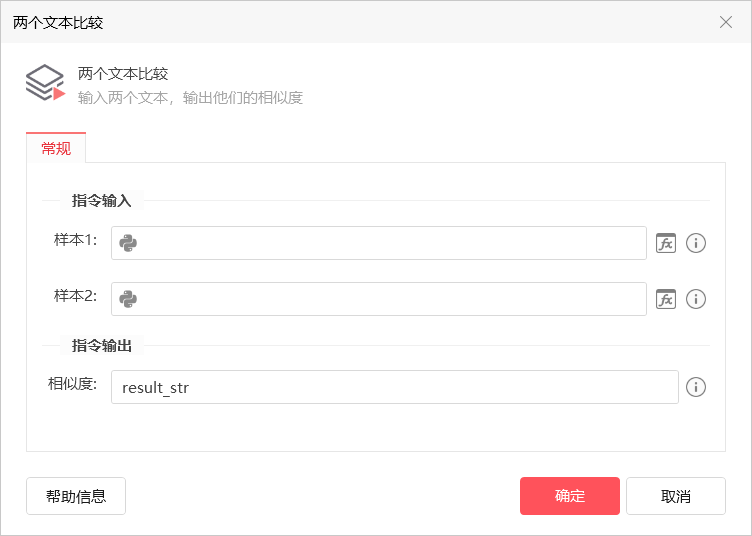 两个文本比较
两个文本比较
输入两个文本，输出他们的相似度
常规
指令输入
样本1:
fx
样本2:
fx
指令输出
相似度:
result_str
帮助信息
确定
取消